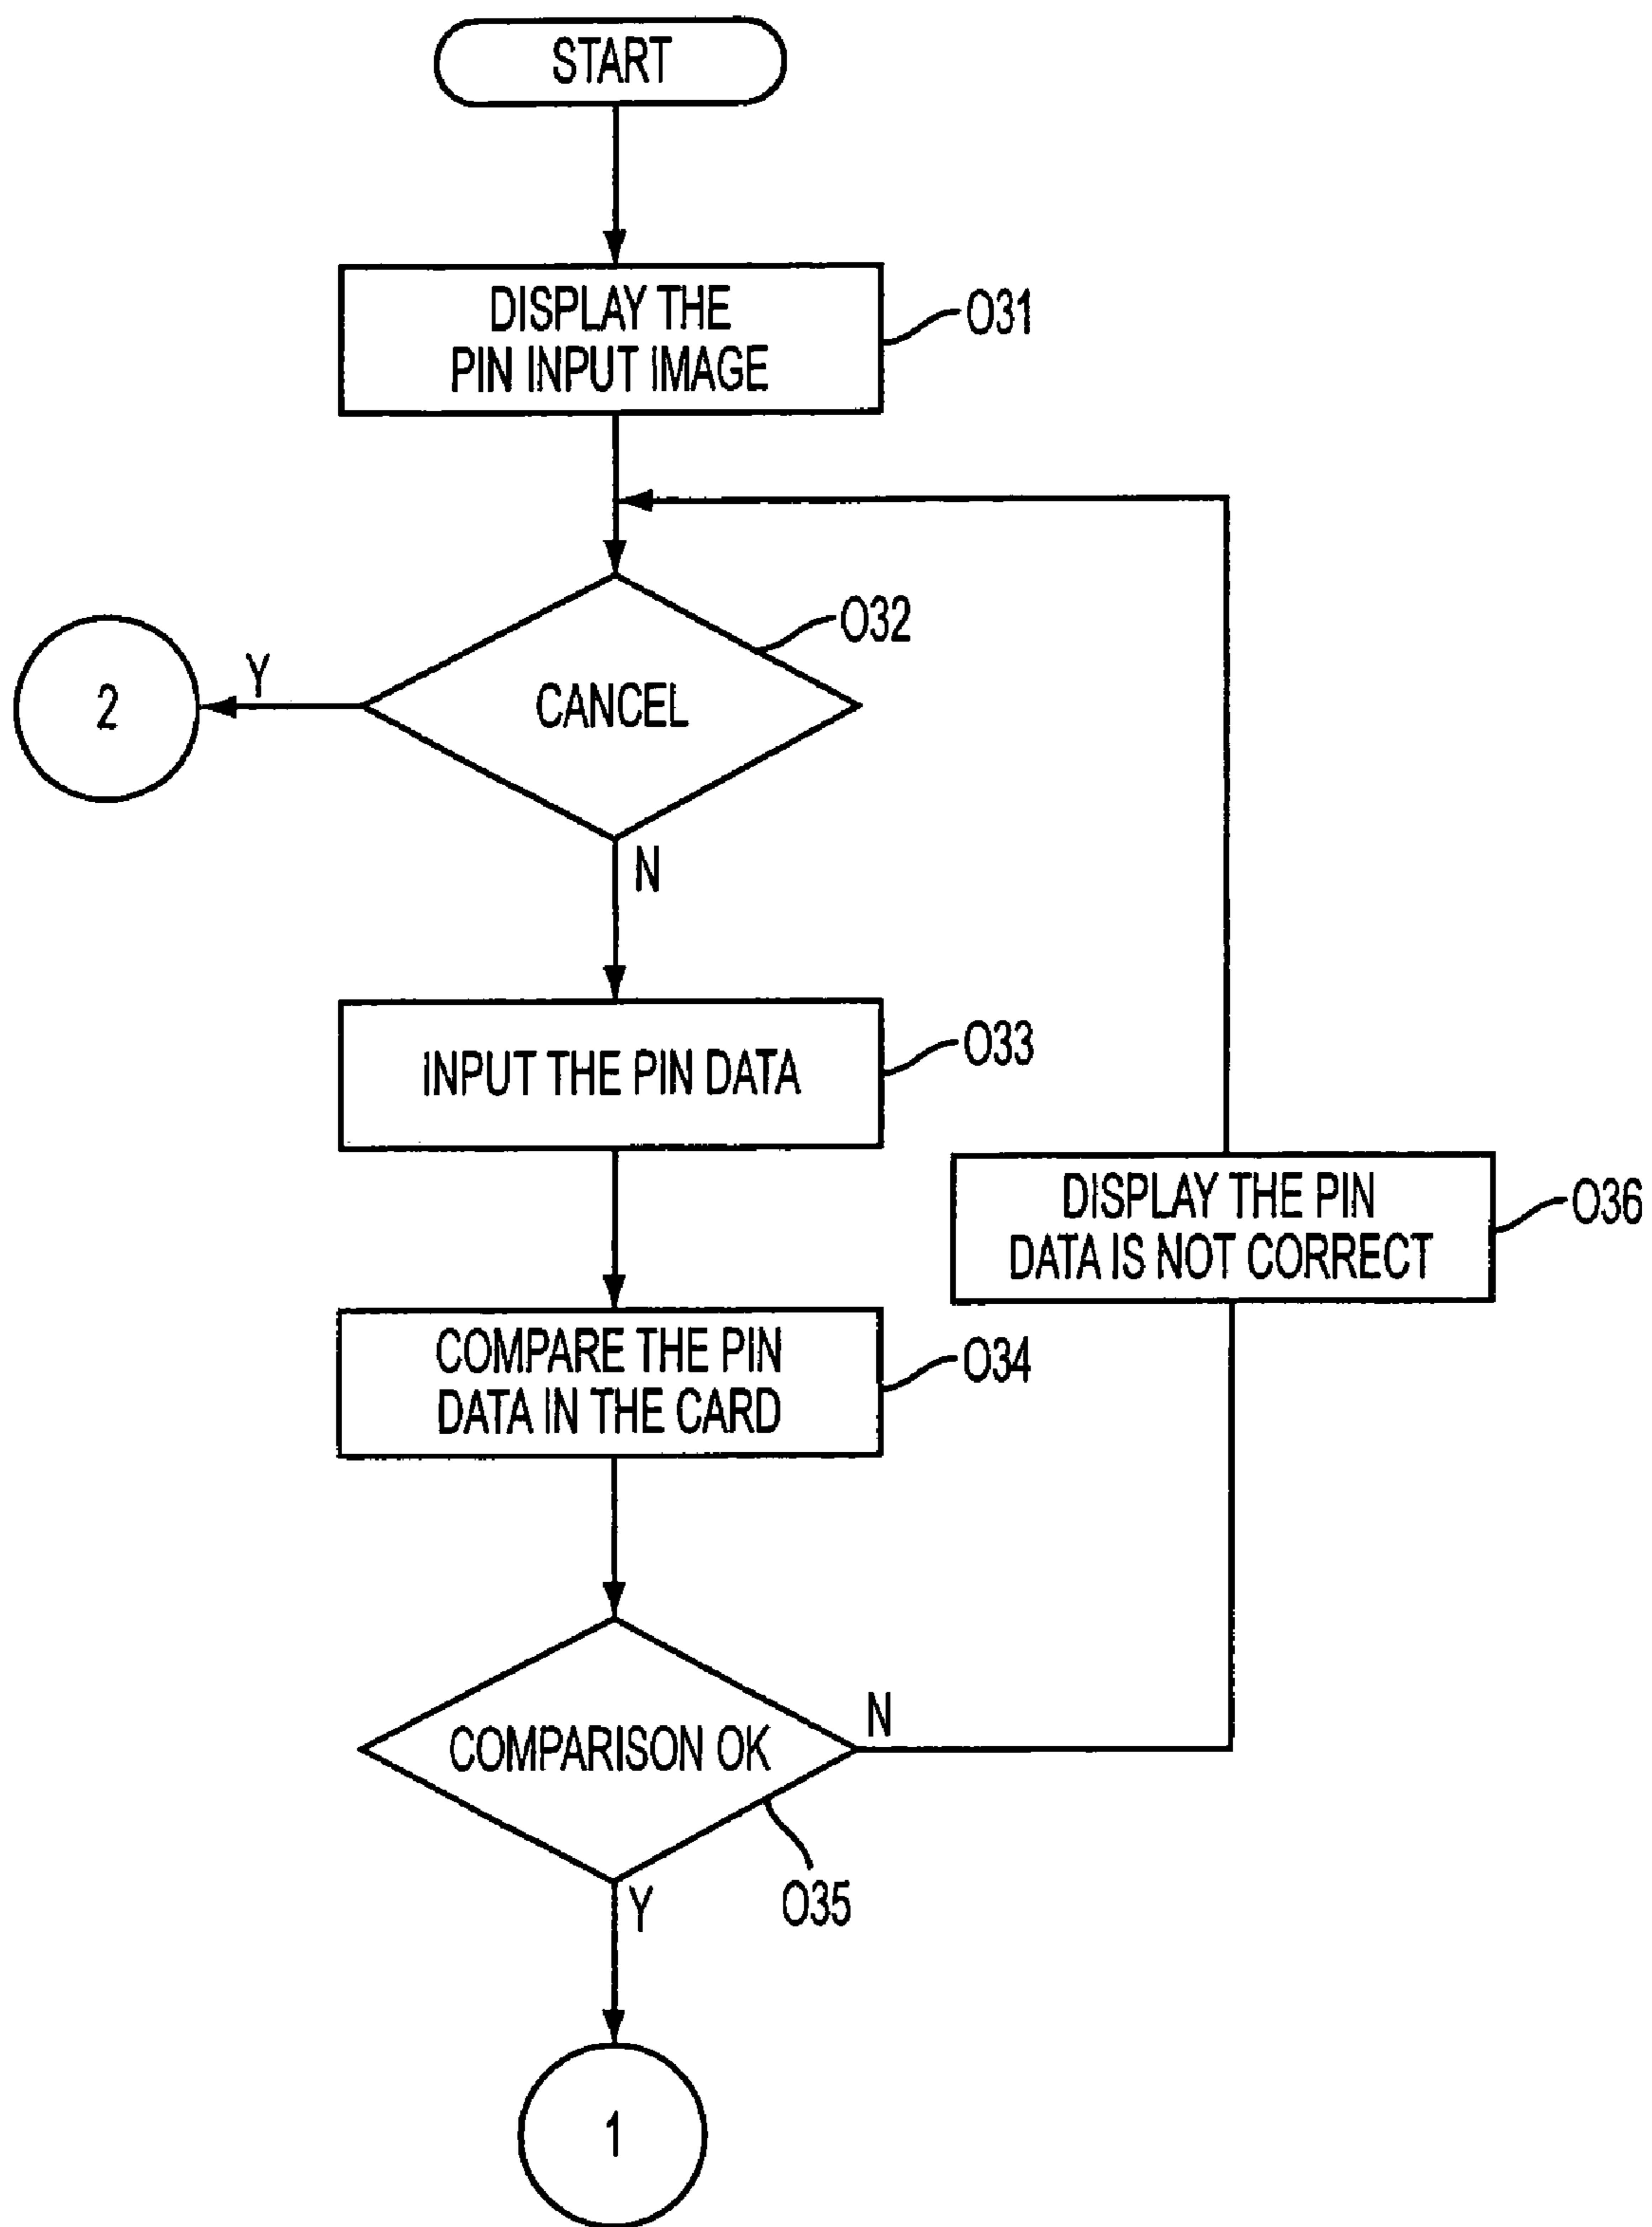 START
DISPLAY THE
PIN INPUT IMAGE
O31
O32
CANCEL
Y
2
N
INPUT THE PIN DATA
O33
DISPLAY THE PIN
DATA IS NOT CORRECT
O36
COMPARE THE PIN
DATA IN THE CARD
O34
COMPARISON OK
N
O35
Y
1